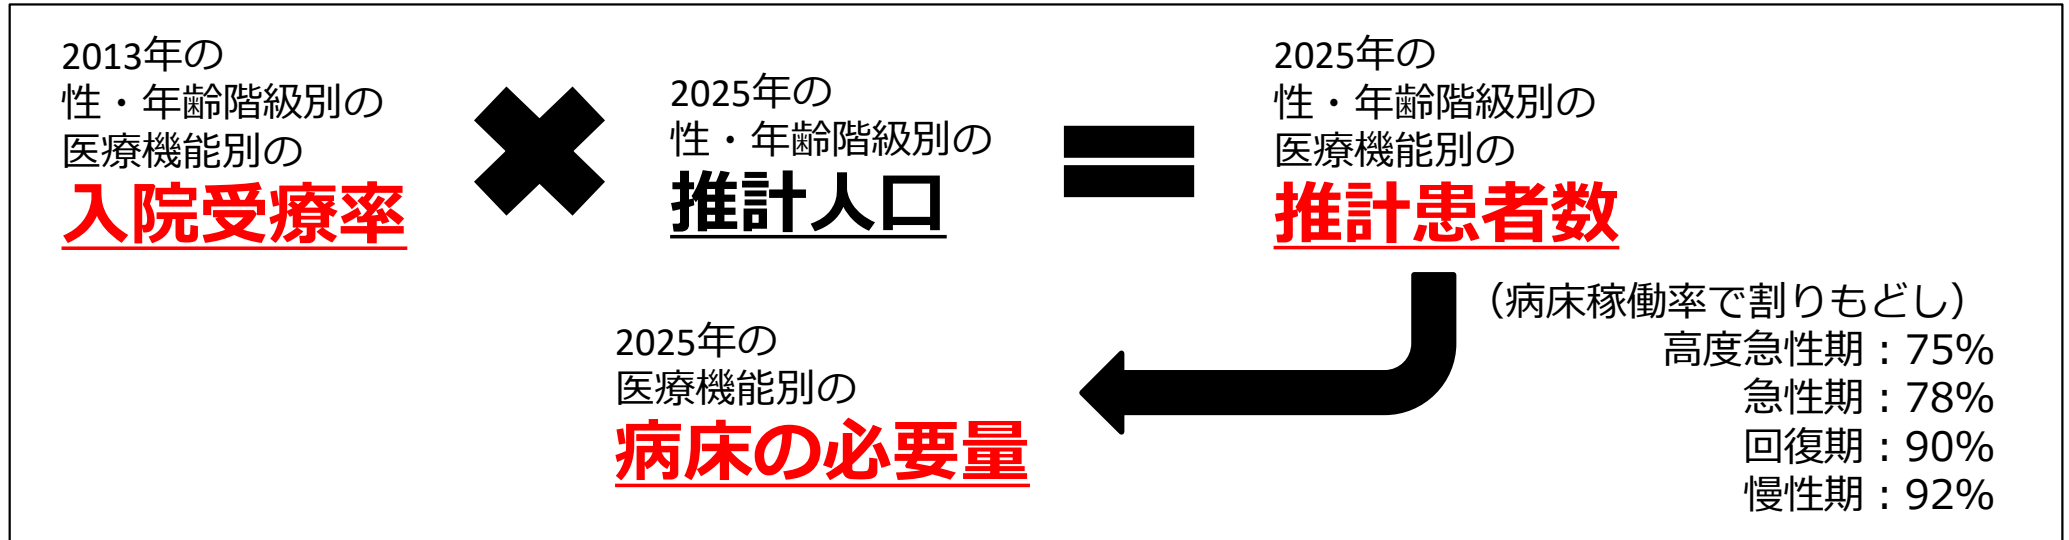 2013年の
性・年齢階級別の
医療機能別の
入院受療率
2025年の
性・年齢階級別の
推計人口
2025年の
性・年齢階級別の
医療機能別の
推計患者数
（病床稼働率で割りもどし）
高度急性期：75%
急性期：78%
回復期：90%
慢性期：92%
2025年の
医療機能別の
病床の必要量